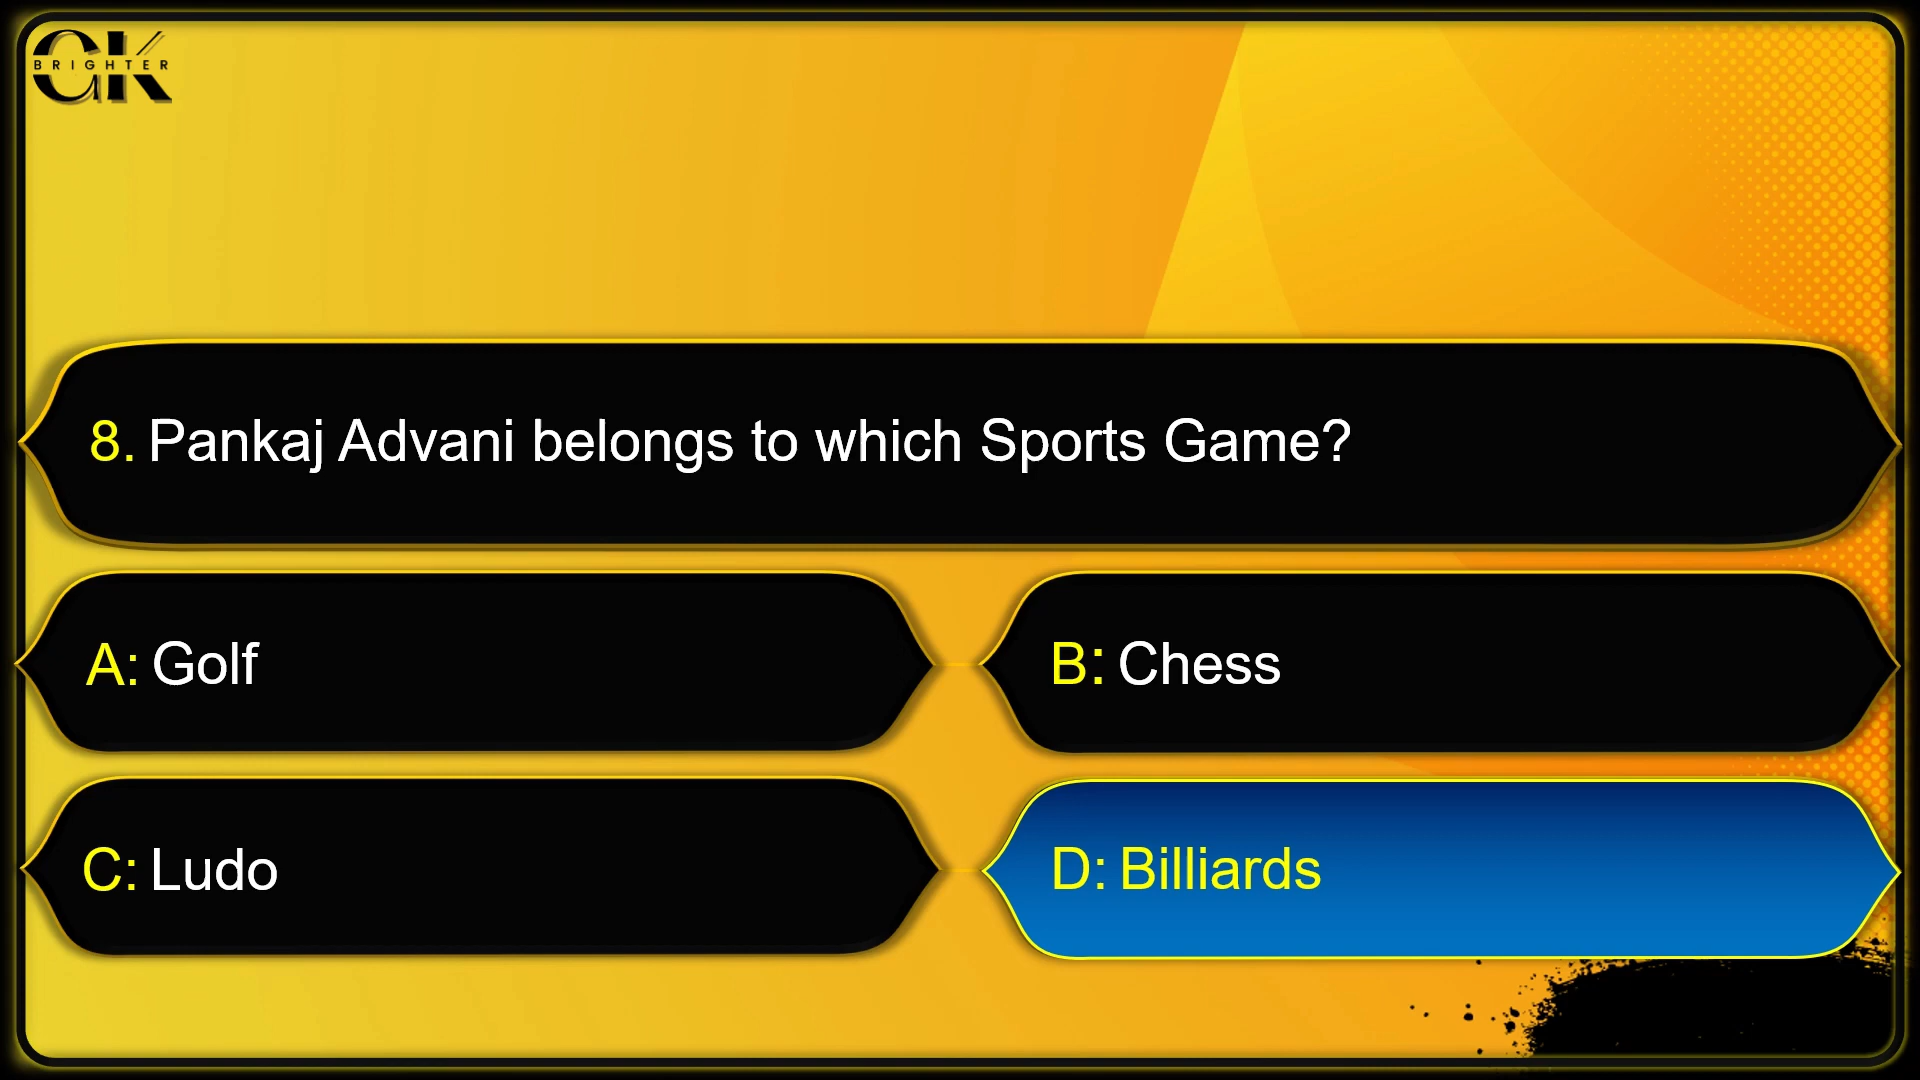 GK
BRIGHTER
8. Pankaj Advani belongs to which Sports Game?
A: Golf
B: Chess
C: Ludo
D: Billiards